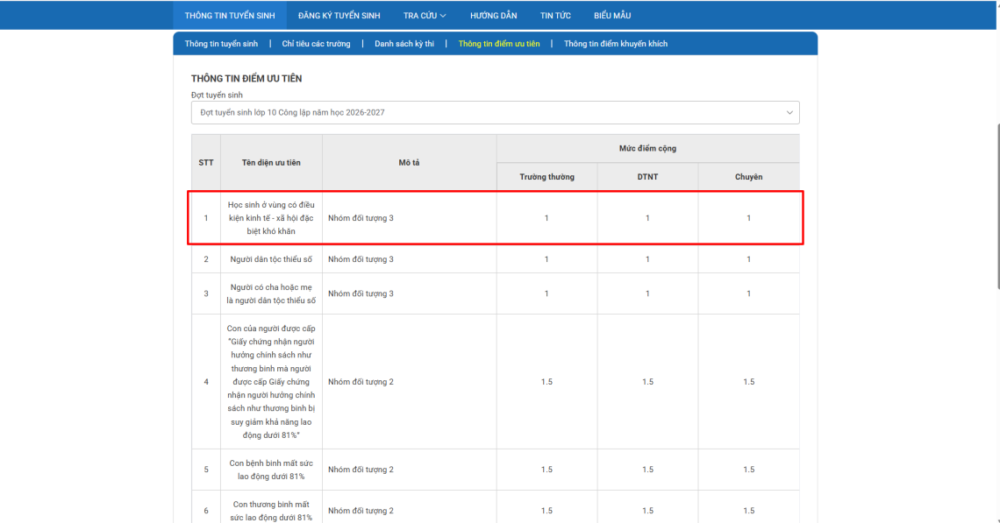 THÔNG TIN TUYỂN SINH ĐĂNG KÝ TUYỂN SINH TRA CỨU HƯỚNG DẪN TIN TỨC BIỂU MẪU
Thông tin tuyển sinh | Chỉ tiêu các trường | Danh sách kỳ thi | Thông tin điểm ưu tiên | Thông tin điểm khuyến khích
THÔNG TIN ĐIỂM ƯU TIÊN
Đợt tuyển sinh
Đợt tuyển sinh lớp 10 Công lập năm học 2026-2027
STT Tên diện ưu tiên Mô tả Mức điểm cộng
Trường thường DTNT Chuyên
1 Học sinh ở vùng có điều
kiện kinh tế - xã hội đặc
biệt khó khăn
Nhóm đối tượng 3 1 1 1
2 Người dân tộc thiểu số Nhóm đối tượng 3 1 1 1
3 Người có cha hoặc mẹ
là người dân tộc thiểu số
Nhóm đối tượng 3 1 1 1
4 Con của người được cấp
"Giấy chứng nhận người
hưởng chính sách như
thương binh mà người
được cấp Giấy chứng
nhận người hưởng chính
sách như thương binh bị
suy giảm khả năng lao
động dưới 81%"
Nhóm đối tượng 2 1.5 1.5 1.5
5 Con bệnh binh mất sức
lao động dưới 81%
Nhóm đối tượng 2 1.5 1.5 1.5
6 Con thương binh mất
sức lao động dưới 81%
Nhóm đối tượng 2 1.5 1.5 1.5